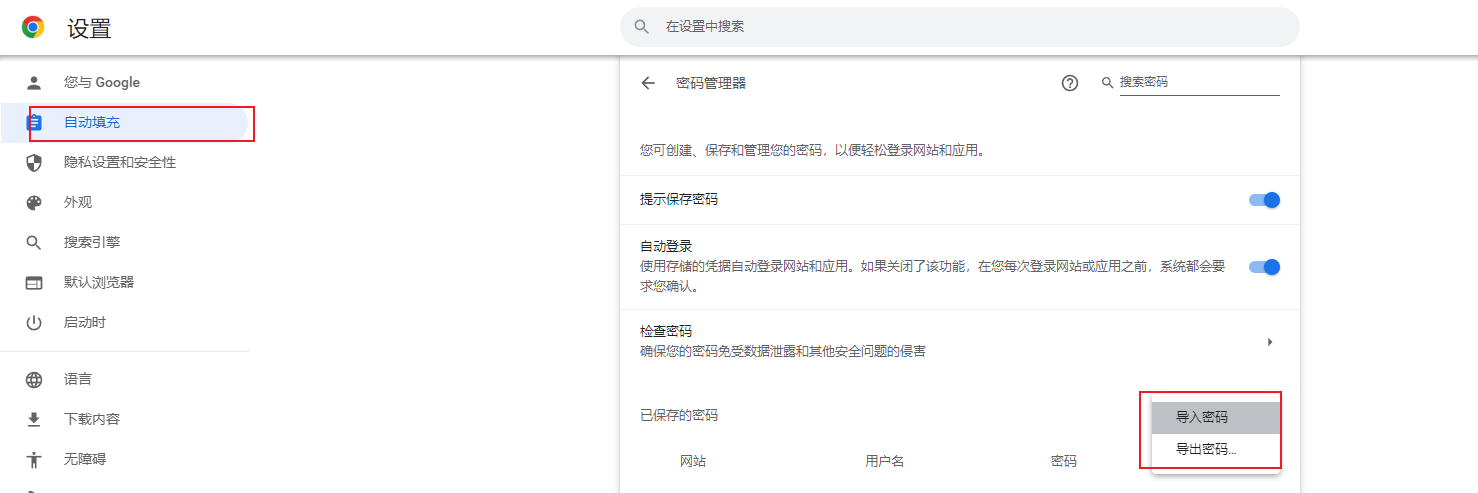 设置
在设置中搜索
您与 Google
自动填充
隐私设置和安全性
外观
搜索引擎
默认浏览器
启动时
语言
下载内容
无障碍
密码管理器
搜索密码
您可创建、保存和管理您的密码，以便轻松登录网站和应用。
提示保存密码
自动登录
使用存储的凭据自动登录网站和应用。如果关闭了该功能，在您每次登录网站或应用之前，系统都会要
求您确认。
检查密码
确保您的密码免受数据泄露和其他安全问题的侵害
已保存的密码
导入密码
导出密码...
网站
用户名
密码